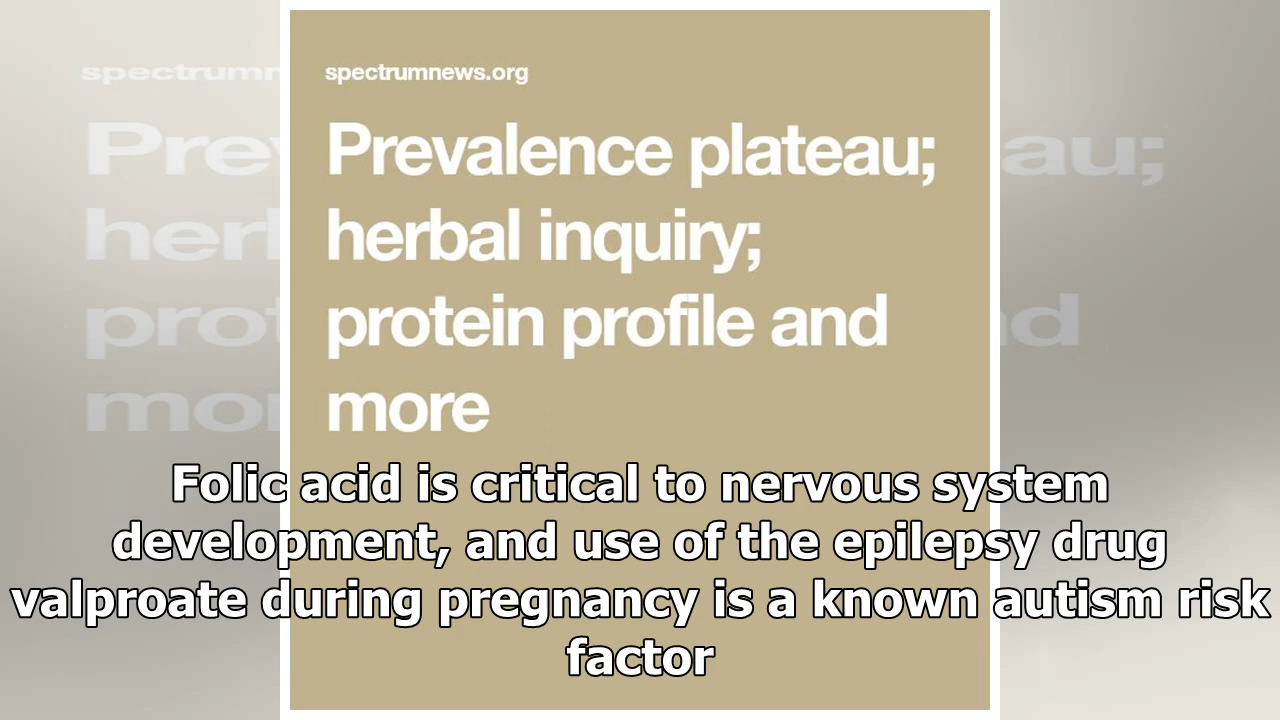 spectrumnews.org
Prevalence plateau;
herbal inquiry;
protein profile and
more
Folic acid is critical to nervous system
development, and use of the epilepsy drug
valproate during pregnancy is a known autism risk
factor